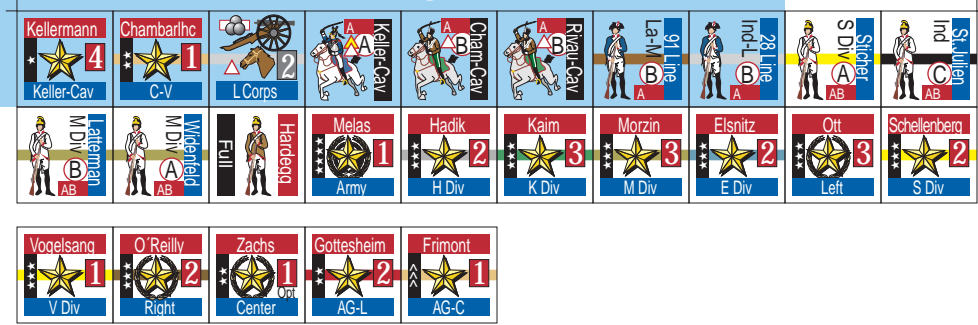 Kellermann
4
Keller-Cav
Chambarlhc
1
C-V
2
L Corps
A
A
Keller-Cav
A
B
Cham-Cav
A
B
Rivau-Cav
91 Line
La-M
B
A
28 Line
Ind-L
B
A
Sticher
S Div
A
AB
St.Julien
Ind
C
AB
Latterman
M Div
B
AB
Wigenfeld
M Div
A
AB
Hardegg
Full
Melas
1
Army
Hadik
2
H Div
Kaim
3
K Div
Morzin
3
M Div
Elsnitz
2
E Div
Ott
3
Left
Schellenberg
2
S Div
Vogelsang
1
V Div
O´Reilly
2
Right
Zachs
1
Opt
Center
Gottesheim
2
AG-L
Frimont
<<<
1
AG-C